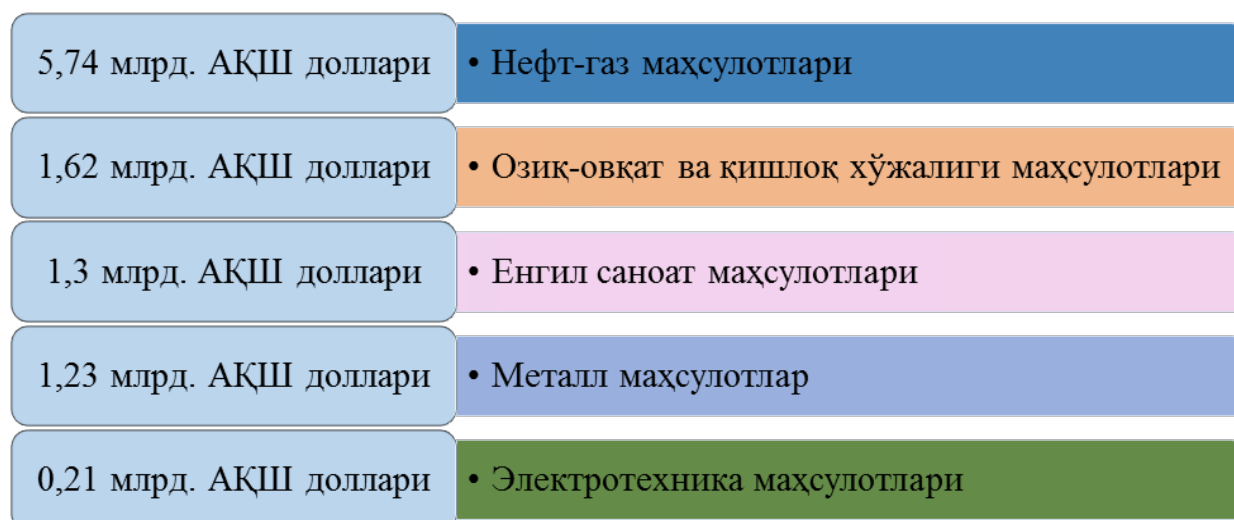 5,74 млрд. АҚШ доллари • Нефт-газ маҳсулотлари
1,62 млрд. АҚШ доллари • Озиқ-овқат ва қишлоқ хўжалиги маҳсулотлари
1,3 млрд. АҚШ доллари • Енгил саноат маҳсулотлари
1,23 млрд. АҚШ доллари • Металл маҳсулотлар
0,21 млрд. АҚШ доллари • Электротехника маҳсулотлари